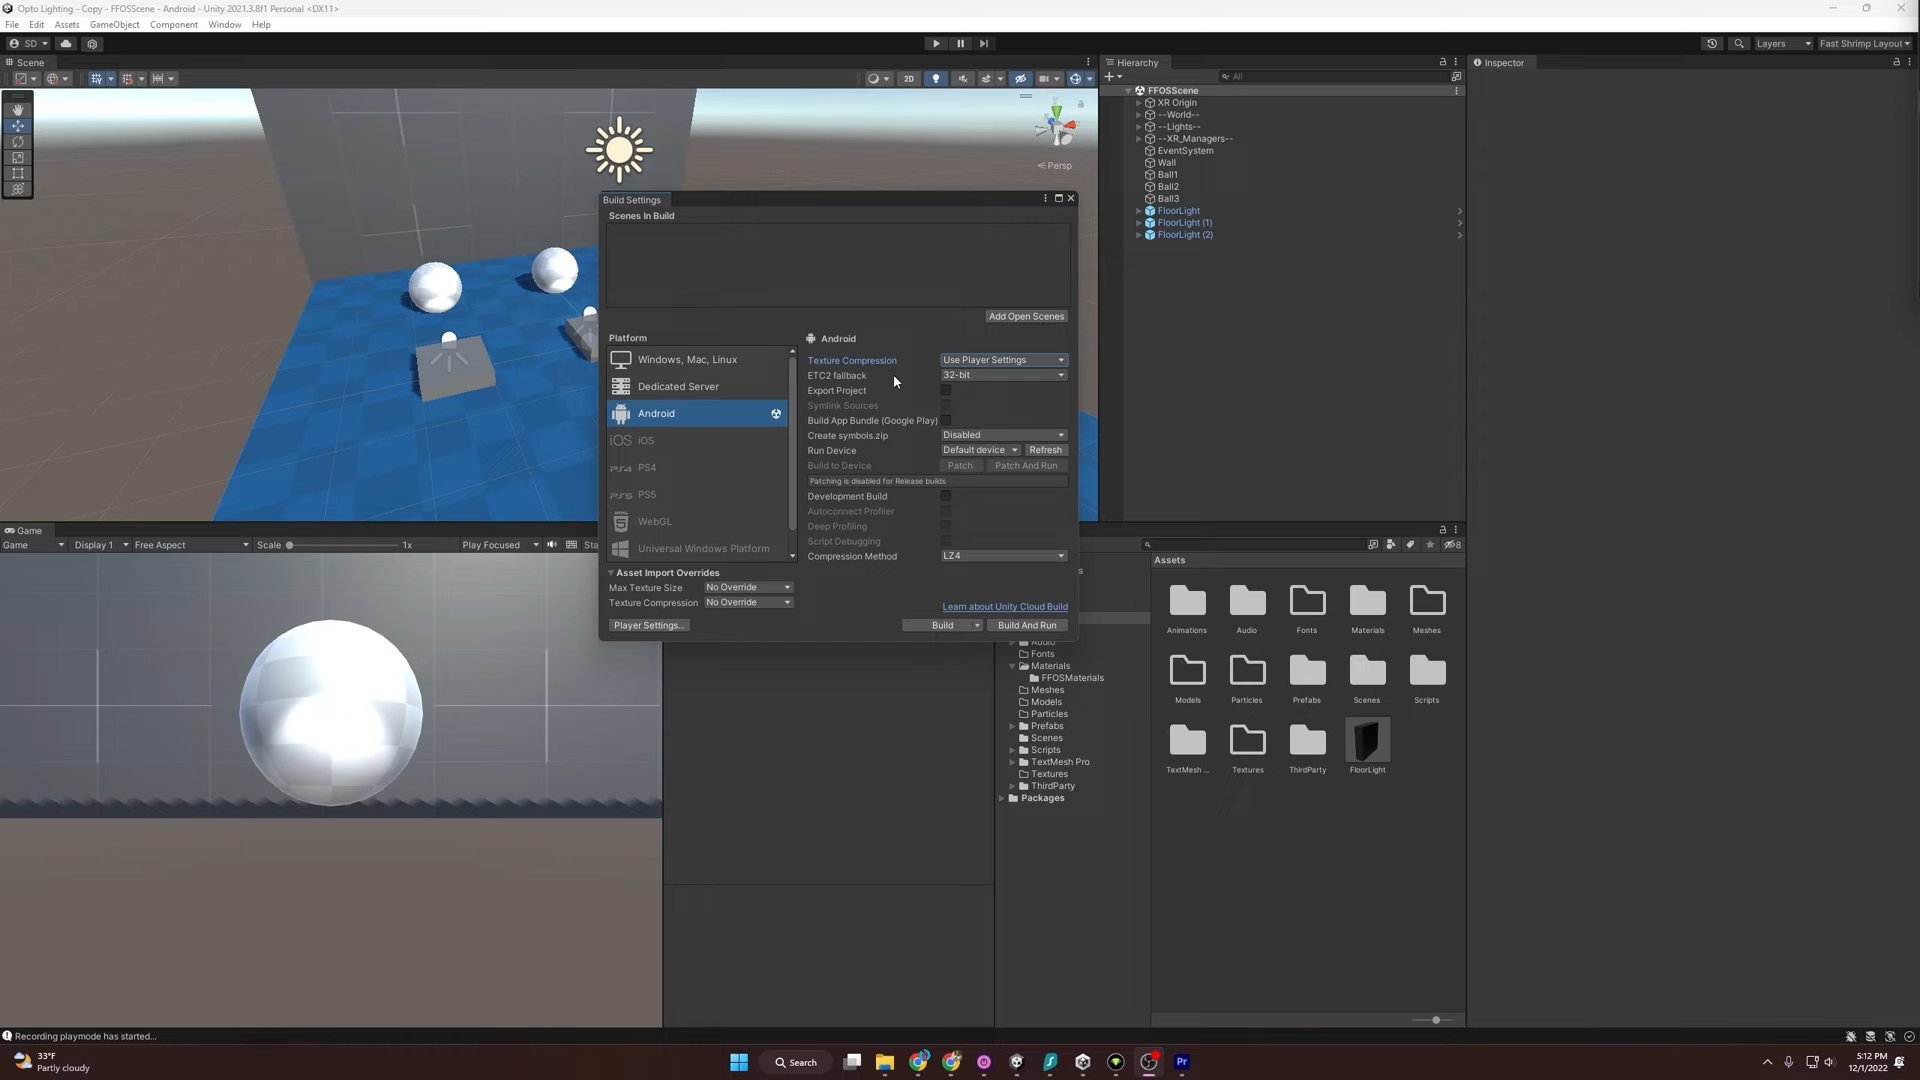 Opto Lighting - Copy - FFOSScene - Android - Unity 2021.3.8f1 Personal <DX11>
File Edit Assets GameObject Component Window Help
SD
Layers
Fast Shrimp Layout
Scene
2D
Persp
Hierarchy
All
FFOSScene
XR Origin
--World--
--Lights--
--XR_Managers--
EventSystem
Wall
Ball1
Ball2
Ball3
FloorLight
FloorLight (1)
FloorLight (2)
Inspector
Build Settings
Scenes In Build
Add Open Scenes
Platform
Windows, Mac, Linux
Dedicated Server
Android
iOS iOS
PS4
PS5
WebGL
Universal Windows Platform
Android
Texture Compression Use Player Settings
ETC2 fallback 32-bit
Export Project
Symlink Sources
Build App Bundle (Google Play)
Create symbols.zip Disabled
Run Device Default device Refresh
Build to Device Patch Patch And Run
Patching is disabled for Release builds
Development Build
Autoconnect Profiler
Deep Profiling
Script Debugging
Compression Method LZ4
Asset Import Overrides
Max Texture Size No Override
Texture Compression No Override
Learn about Unity Cloud Build
Player Settings...
Build
Build And Run
Game
Game Display 1 Free Aspect Scale 1x Play Focused Sta
8
Audio
Fonts
Materials
FFOSMaterials
Meshes
Models
Particles
Prefabs
Scenes
Scripts
TextMesh Pro
Textures
ThirdParty
Packages
Assets
Animations Audio Fonts Materials Meshes
Models Particles Prefabs Scenes Scripts
TextMesh ... Textures ThirdParty FloorLight
Recording playmode has started...
33°F
Partly cloudy
Search
Pr
5:12 PM
12/1/2022